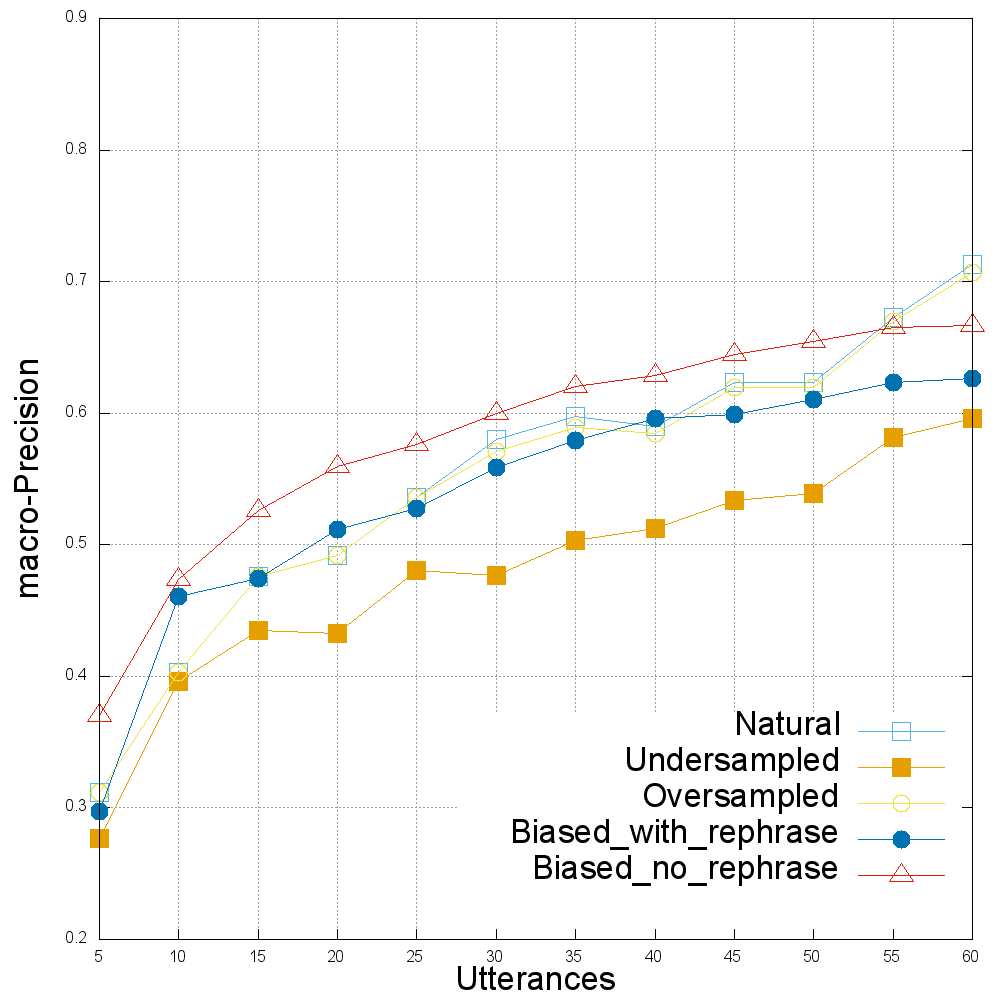 0.9
0.8
0.7
0.6
0.5
0.4
0.3
0.2
macro-Precision
Natural
Undersampled
Oversampled
Biased_with_rephrase
Biased_no_rephrase
5 10 15 20 25 30 35 40 45 50 55 60
Utterances